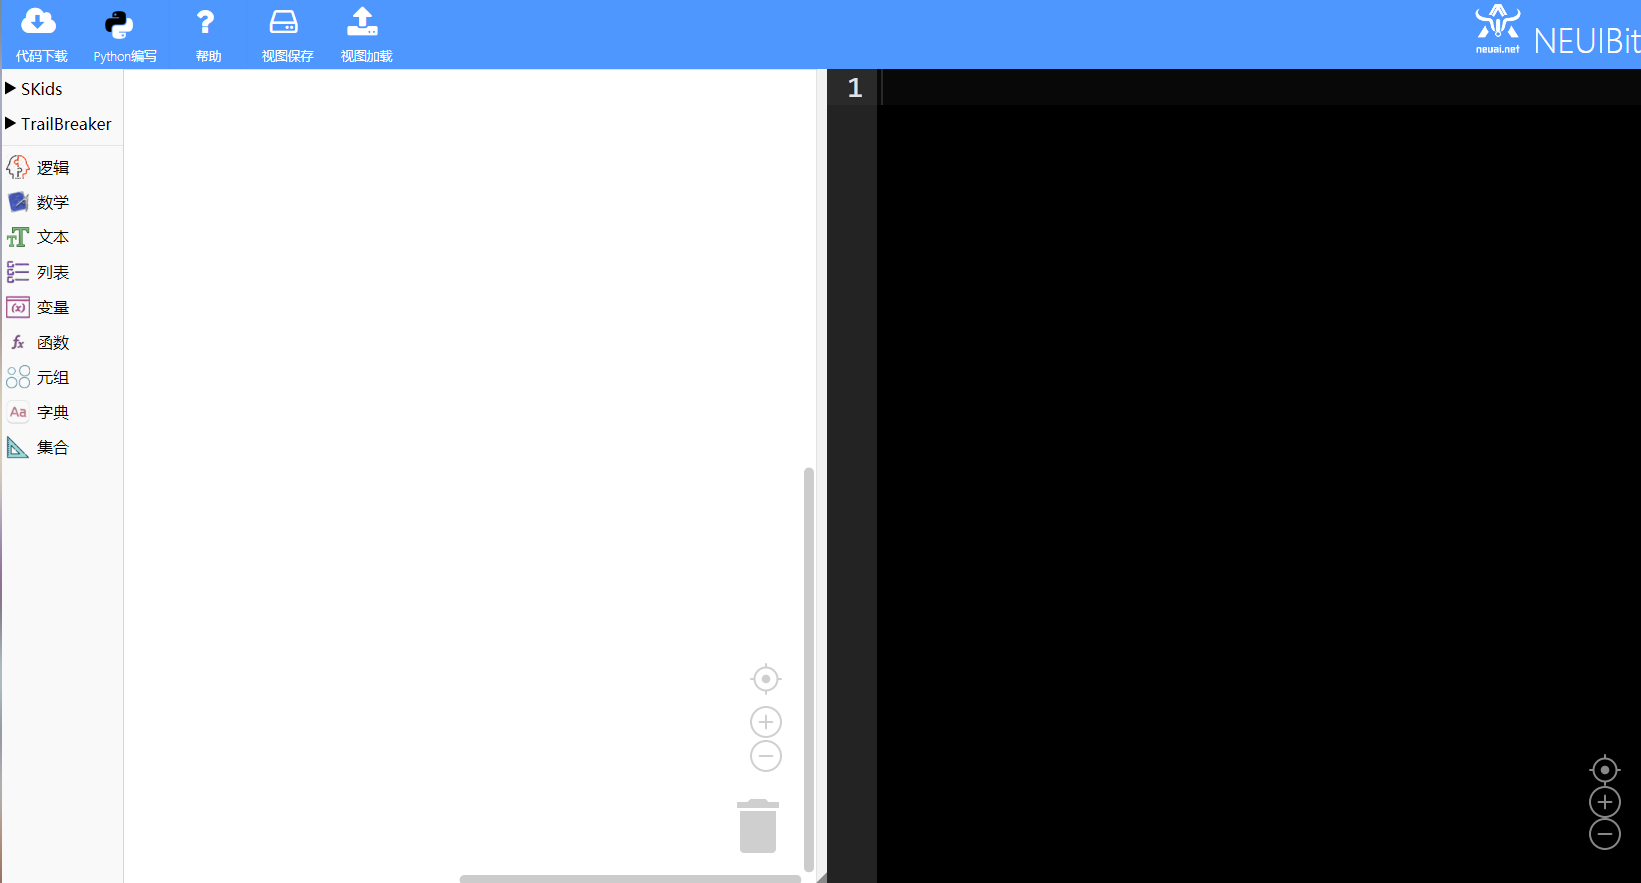 代码下载
Python编写
帮助
视图保存
视图加载
neuai.net
NEUIBit
SKids
TrailBreaker
逻辑
数学
文本
列表
变量
函数
元组
Aa
字典
集合
1